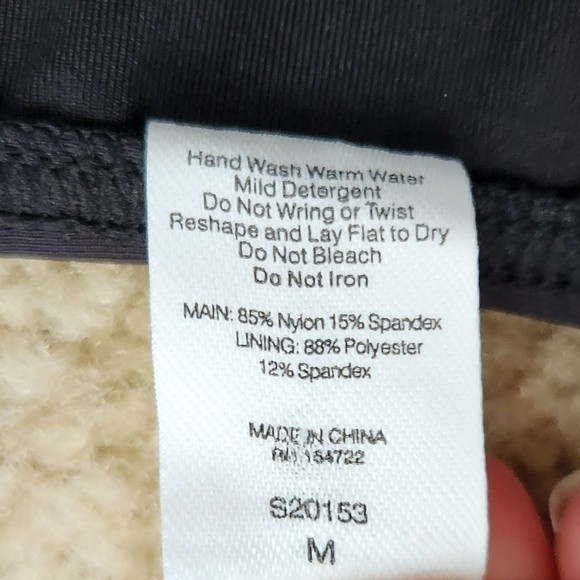 Hand Wash Warm Water
Mild Detergent
Do Not Wring or Twist
Reshape and Lay Flat to Dry
Do Not Bleach
Do Not Iron
MAIN: 85% Nylon 15% Spandex
LINING: 88% Polyester
12% Spandex
MADE IN CHINA
154722
S20153
M